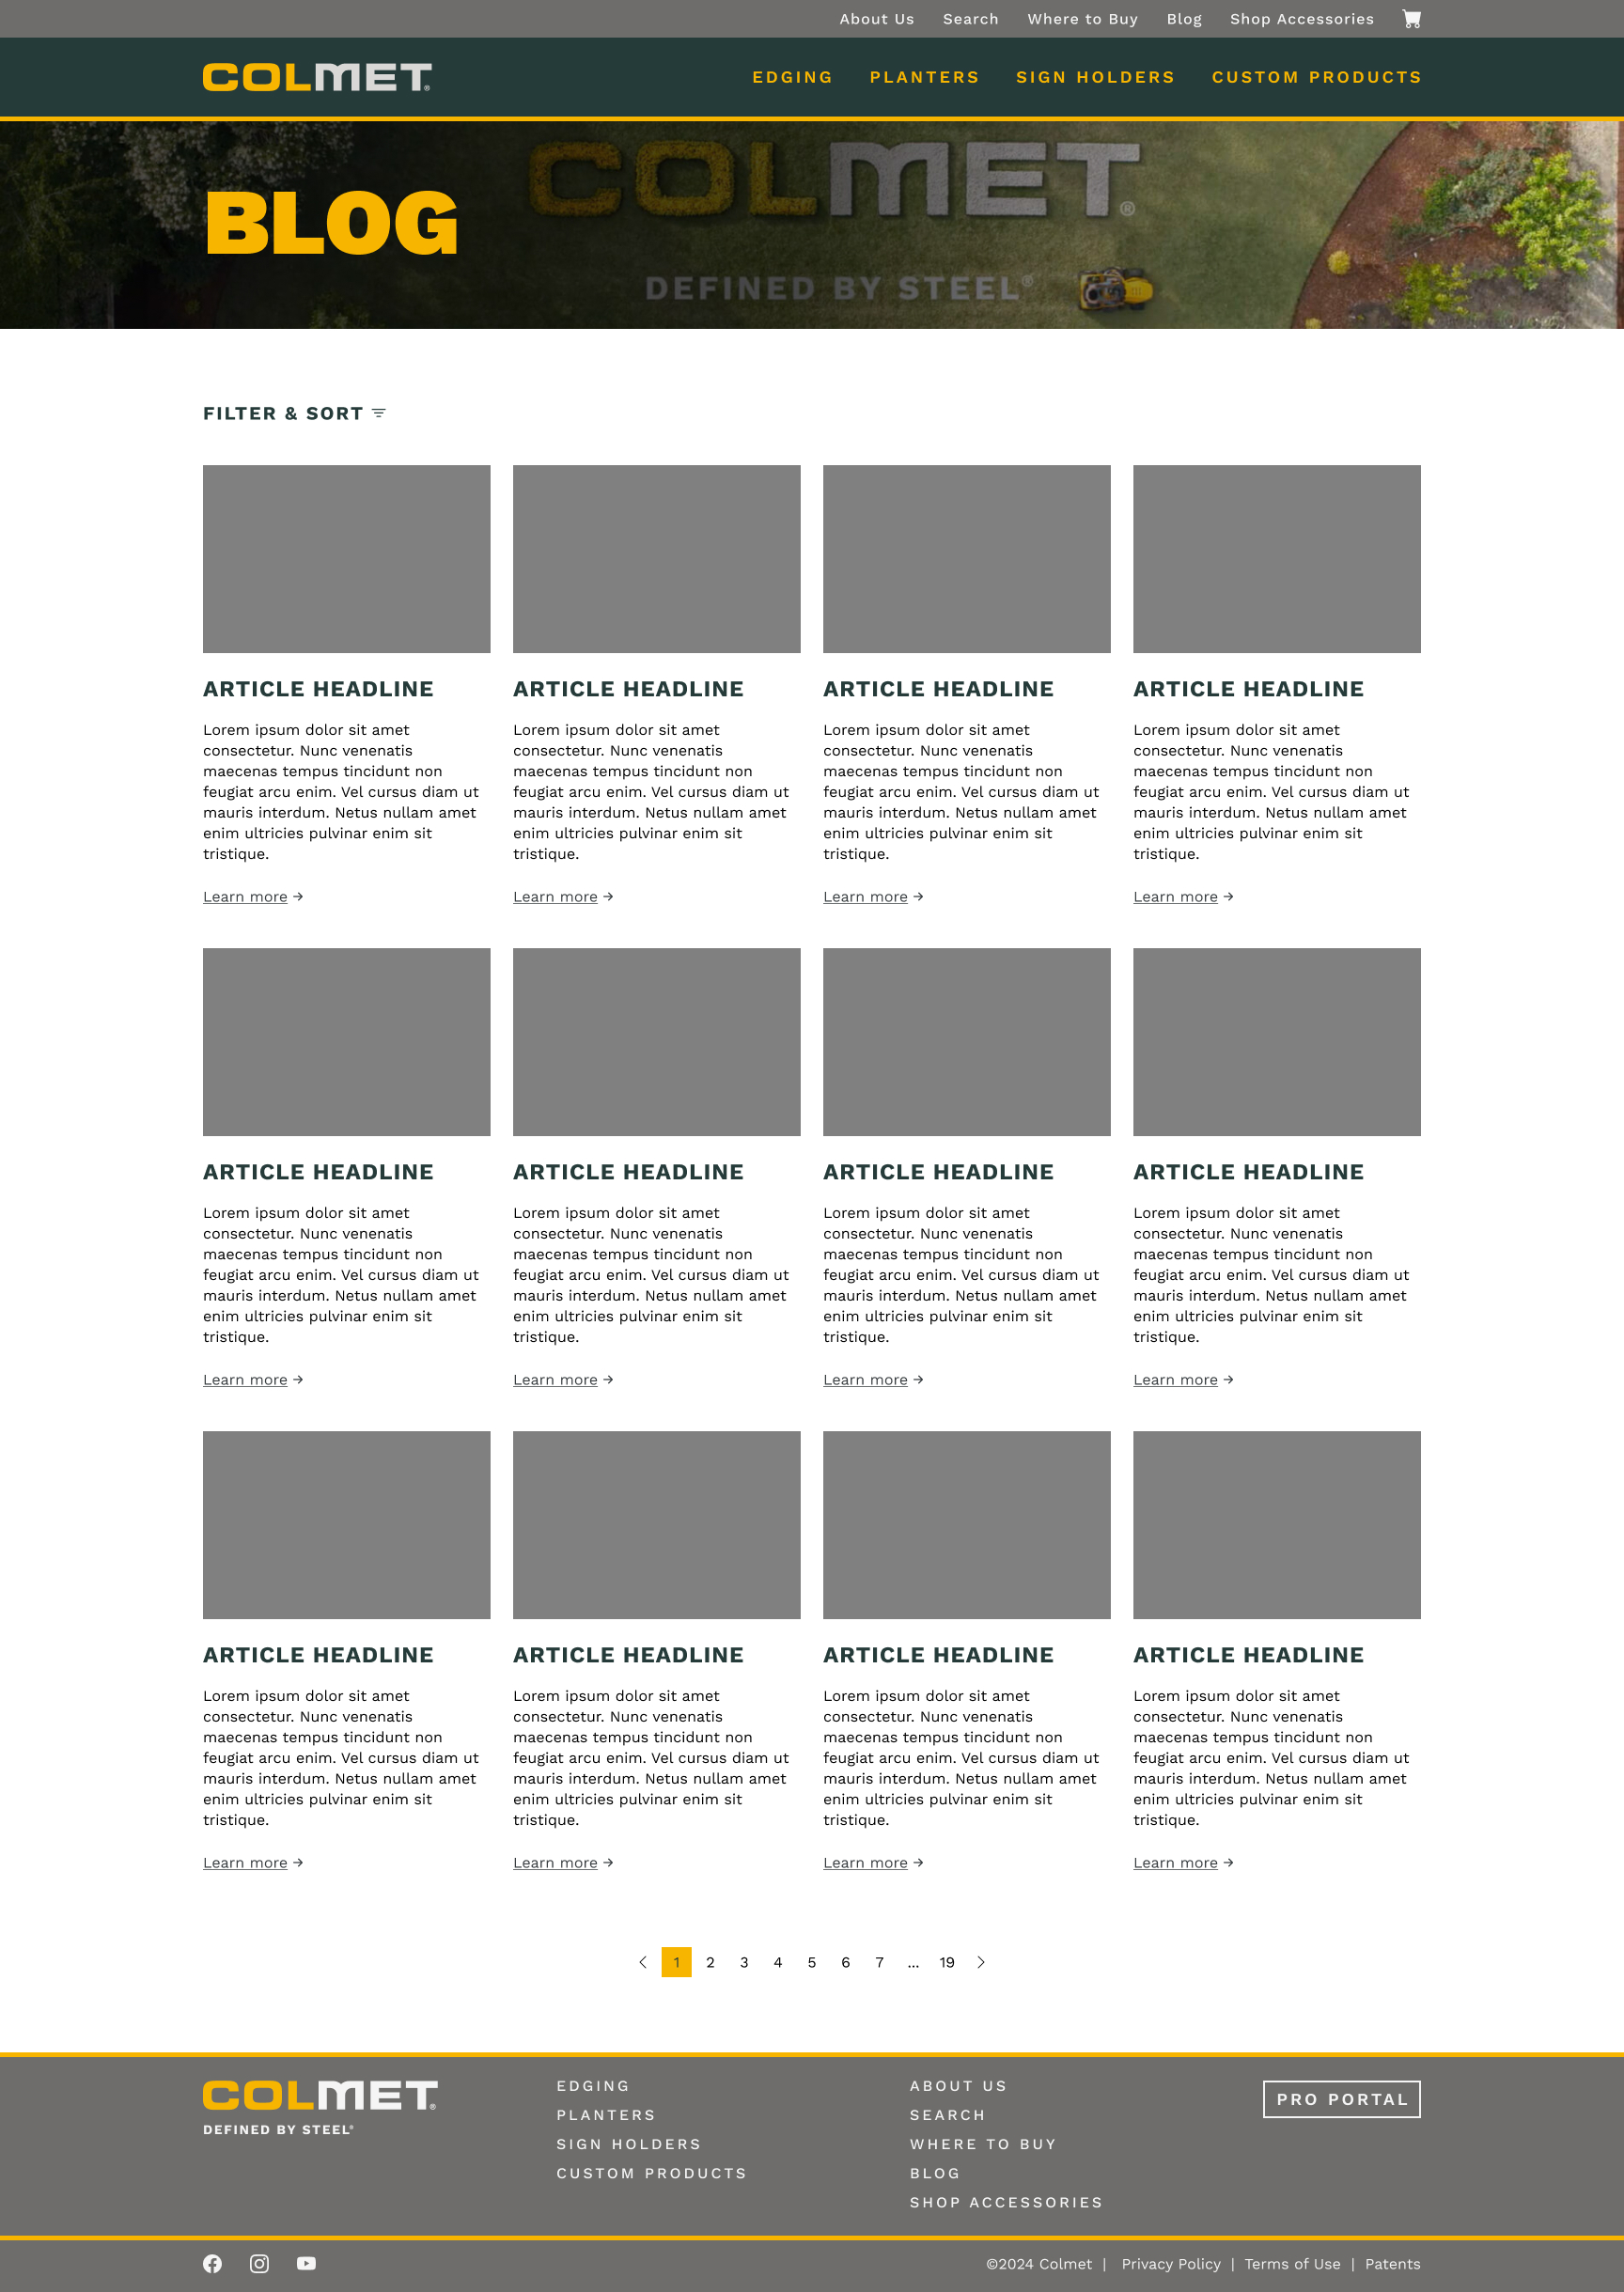 About Us Search Where to Buy Blog Shop Accessories
COLMET®
EDGING PLANTERS SIGN HOLDERS CUSTOM PRODUCTS
COLMET®
BLOG
DEFINED BY STEEL®
FILTER & SORT
ARTICLE HEADLINE
Lorem ipsum dolor sit amet
consectetur. Nunc venenatis
maecenas tempus tincidunt non
feugiat arcu enim. Vel cursus diam ut
mauris interdum. Netus nullam amet
enim ultricies pulvinar enim sit
tristique.
Learn more →
ARTICLE HEADLINE
Lorem ipsum dolor sit amet
consectetur. Nunc venenatis
maecenas tempus tincidunt non
feugiat arcu enim. Vel cursus diam ut
mauris interdum. Netus nullam amet
enim ultricies pulvinar enim sit
tristique.
Learn more →
ARTICLE HEADLINE
Lorem ipsum dolor sit amet
consectetur. Nunc venenatis
maecenas tempus tincidunt non
feugiat arcu enim. Vel cursus diam ut
mauris interdum. Netus nullam amet
enim ultricies pulvinar enim sit
tristique.
Learn more →
ARTICLE HEADLINE
Lorem ipsum dolor sit amet
consectetur. Nunc venenatis
maecenas tempus tincidunt non
feugiat arcu enim. Vel cursus diam ut
mauris interdum. Netus nullam amet
enim ultricies pulvinar enim sit
tristique.
Learn more →
ARTICLE HEADLINE
Lorem ipsum dolor sit amet
consectetur. Nunc venenatis
maecenas tempus tincidunt non
feugiat arcu enim. Vel cursus diam ut
mauris interdum. Netus nullam amet
enim ultricies pulvinar enim sit
tristique.
Learn more →
ARTICLE HEADLINE
Lorem ipsum dolor sit amet
consectetur. Nunc venenatis
maecenas tempus tincidunt non
feugiat arcu enim. Vel cursus diam ut
mauris interdum. Netus nullam amet
enim ultricies pulvinar enim sit
tristique.
Learn more →
ARTICLE HEADLINE
Lorem ipsum dolor sit amet
consectetur. Nunc venenatis
maecenas tempus tincidunt non
feugiat arcu enim. Vel cursus diam ut
mauris interdum. Netus nullam amet
enim ultricies pulvinar enim sit
tristique.
Learn more →
ARTICLE HEADLINE
Lorem ipsum dolor sit amet
consectetur. Nunc venenatis
maecenas tempus tincidunt non
feugiat arcu enim. Vel cursus diam ut
mauris interdum. Netus nullam amet
enim ultricies pulvinar enim sit
tristique.
Learn more →
ARTICLE HEADLINE
Lorem ipsum dolor sit amet
consectetur. Nunc venenatis
maecenas tempus tincidunt non
feugiat arcu enim. Vel cursus diam ut
mauris interdum. Netus nullam amet
enim ultricies pulvinar enim sit
tristique.
Learn more →
ARTICLE HEADLINE
Lorem ipsum dolor sit amet
consectetur. Nunc venenatis
maecenas tempus tincidunt non
feugiat arcu enim. Vel cursus diam ut
mauris interdum. Netus nullam amet
enim ultricies pulvinar enim sit
tristique.
Learn more →
ARTICLE HEADLINE
Lorem ipsum dolor sit amet
consectetur. Nunc venenatis
maecenas tempus tincidunt non
feugiat arcu enim. Vel cursus diam ut
mauris interdum. Netus nullam amet
enim ultricies pulvinar enim sit
tristique.
Learn more →
ARTICLE HEADLINE
Lorem ipsum dolor sit amet
consectetur. Nunc venenatis
maecenas tempus tincidunt non
feugiat arcu enim. Vel cursus diam ut
mauris interdum. Netus nullam amet
enim ultricies pulvinar enim sit
tristique.
Learn more →
1 2 3 4 5 6 7 ... 19
COLMET®
DEFINED BY STEEL®
EDGING
PLANTERS
SIGN HOLDERS
CUSTOM PRODUCTS
ABOUT US
SEARCH
WHERE TO BUY
BLOG
SHOP ACCESSORIES
PRO PORTAL
©2024 Colmet | Privacy Policy | Terms of Use | Patents